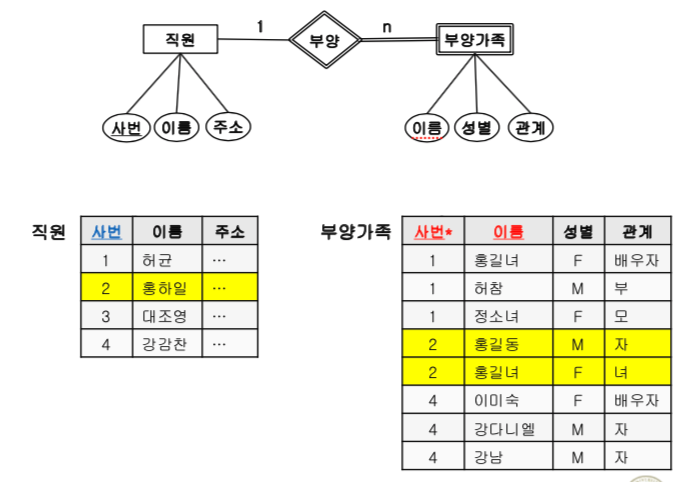 1 n
직원 부양 부양가족
사번 이름 주소 이름 성별 관계
직원
사번 이름 주소
1 허균 …
2 홍하일 …
3 대조영 …
4 강감찬 …
부양가족
사번* 이름 성별 관계
1 홍길녀 F 배우자
1 허참 M 부
1 정소녀 F 모
2 홍길동 M 자
2 홍길녀 F 녀
4 이미숙 F 배우자
4 강다니엘 M 자
4 강남 M 자